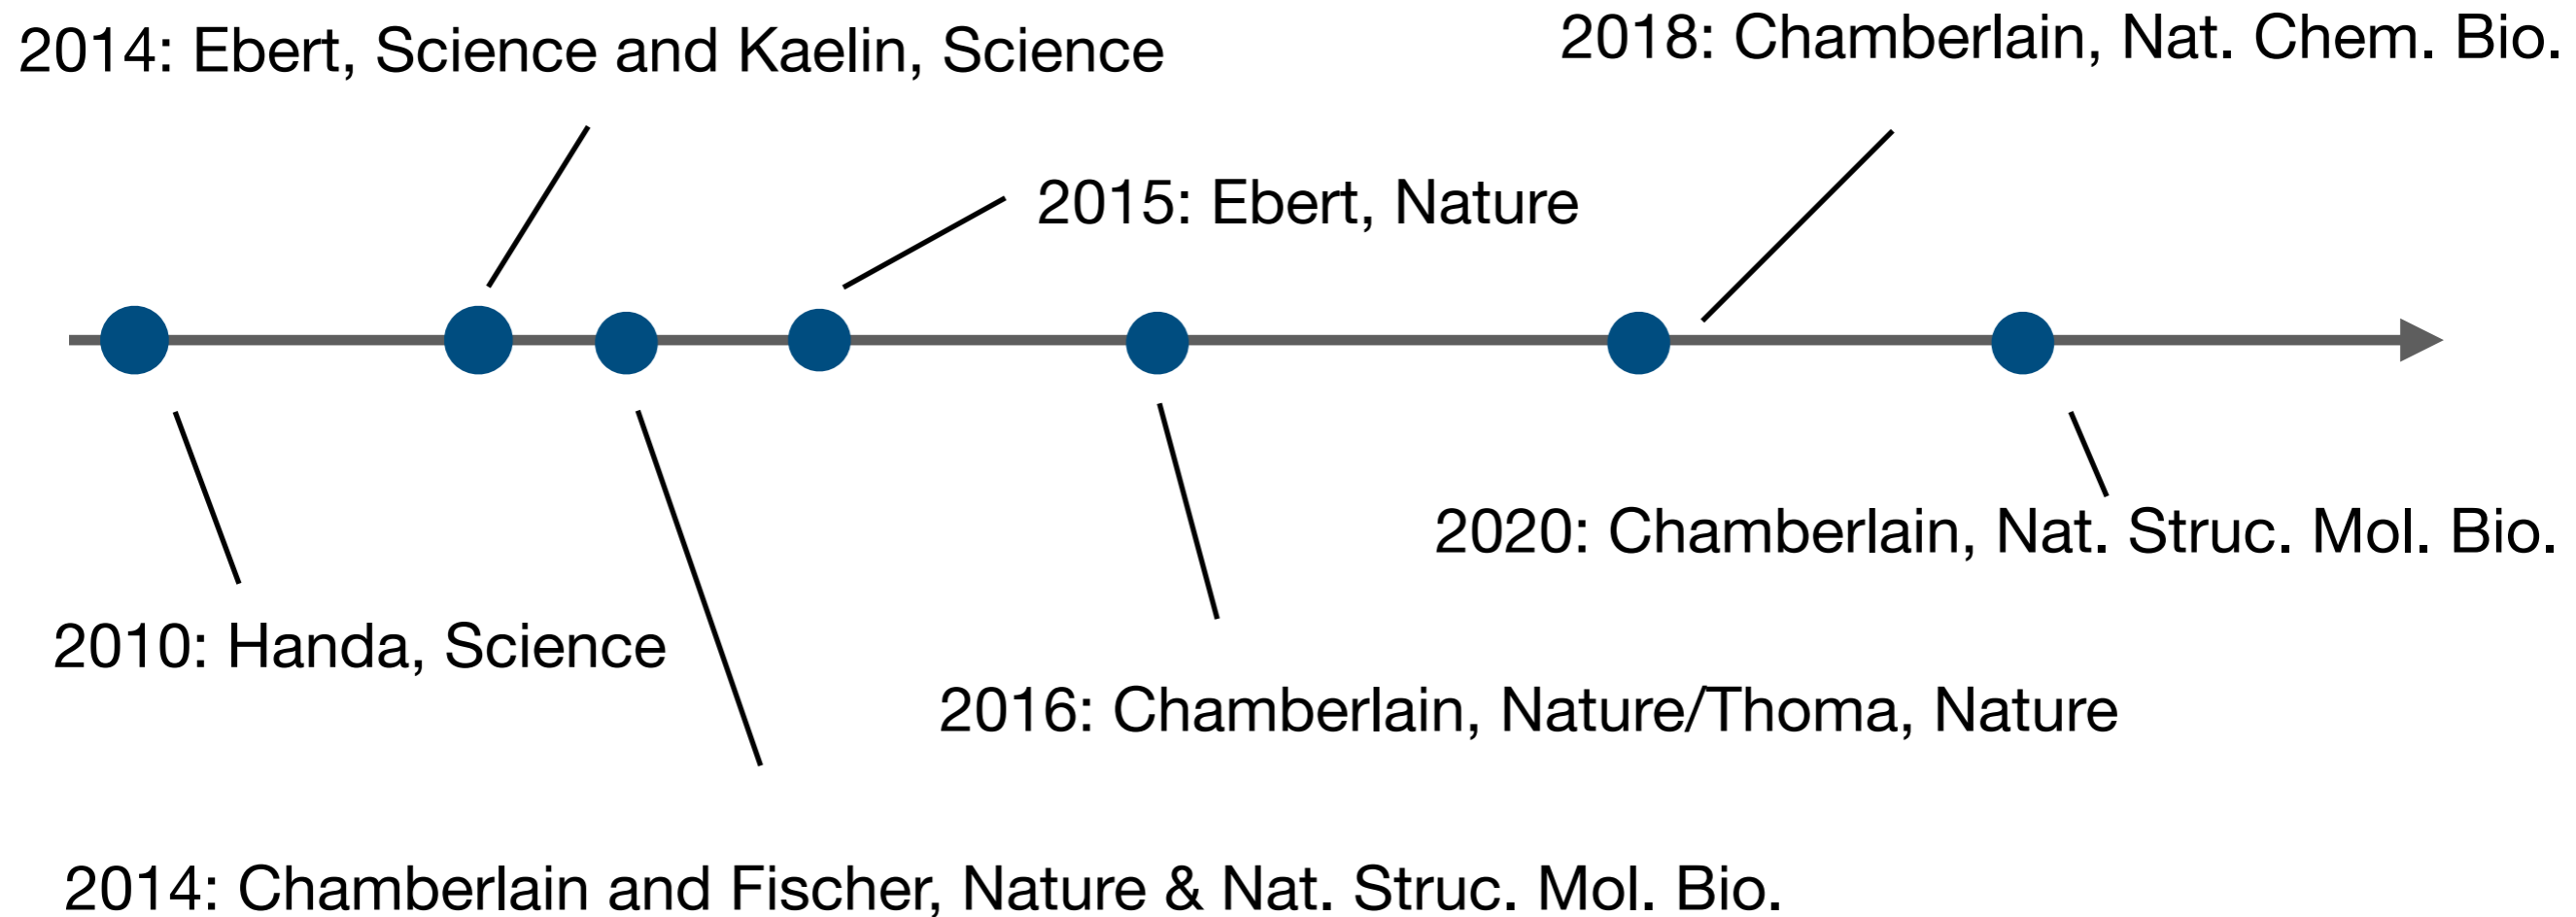 2014: Ebert, Science and Kaelin, Science
2018: Chamberlain, Nat. Chem. Bio.
2015: Ebert, Nature
2020: Chamberlain, Nat. Struc. Mol. Bio.
2010: Handa, Science
2016: Chamberlain, Nature/Thoma, Nature
2014: Chamberlain and Fischer, Nature & Nat. Struc. Mol. Bio.